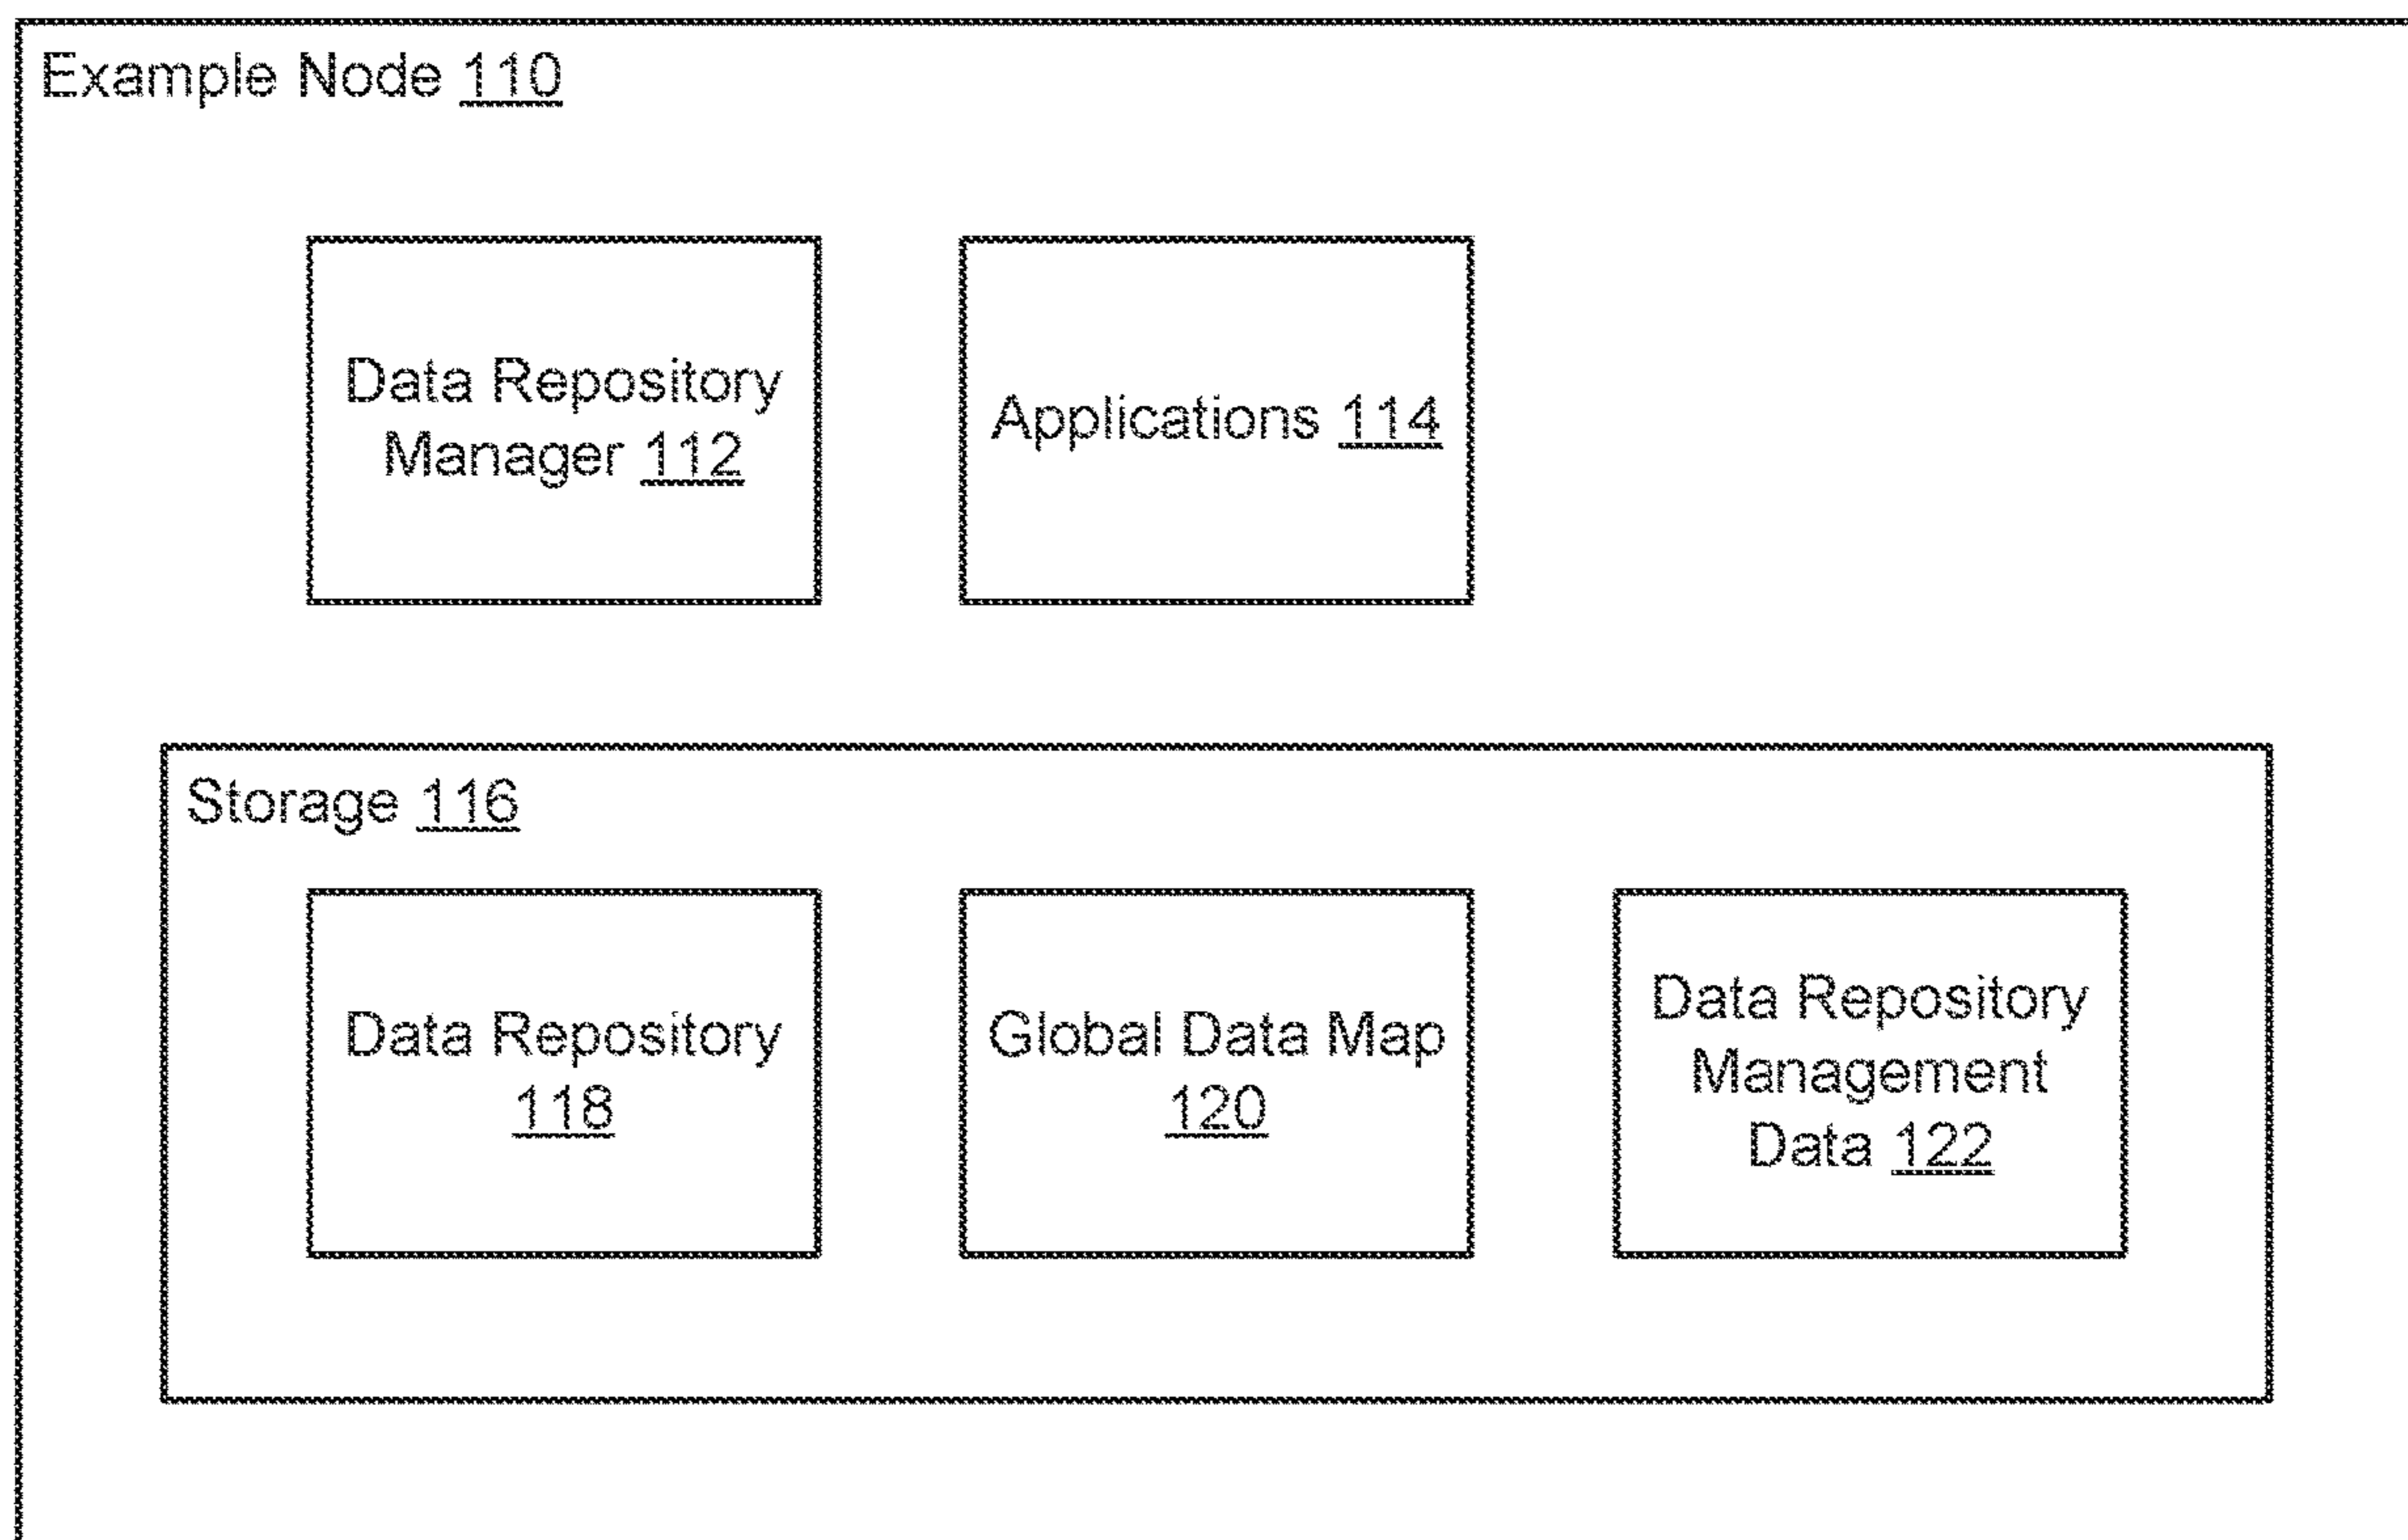 Example Node 110
Data Repository
Manager 112
Applications 114
Storage 116
Data Repository
118
Global Data Map
120
Data Repository
Management
Data 122